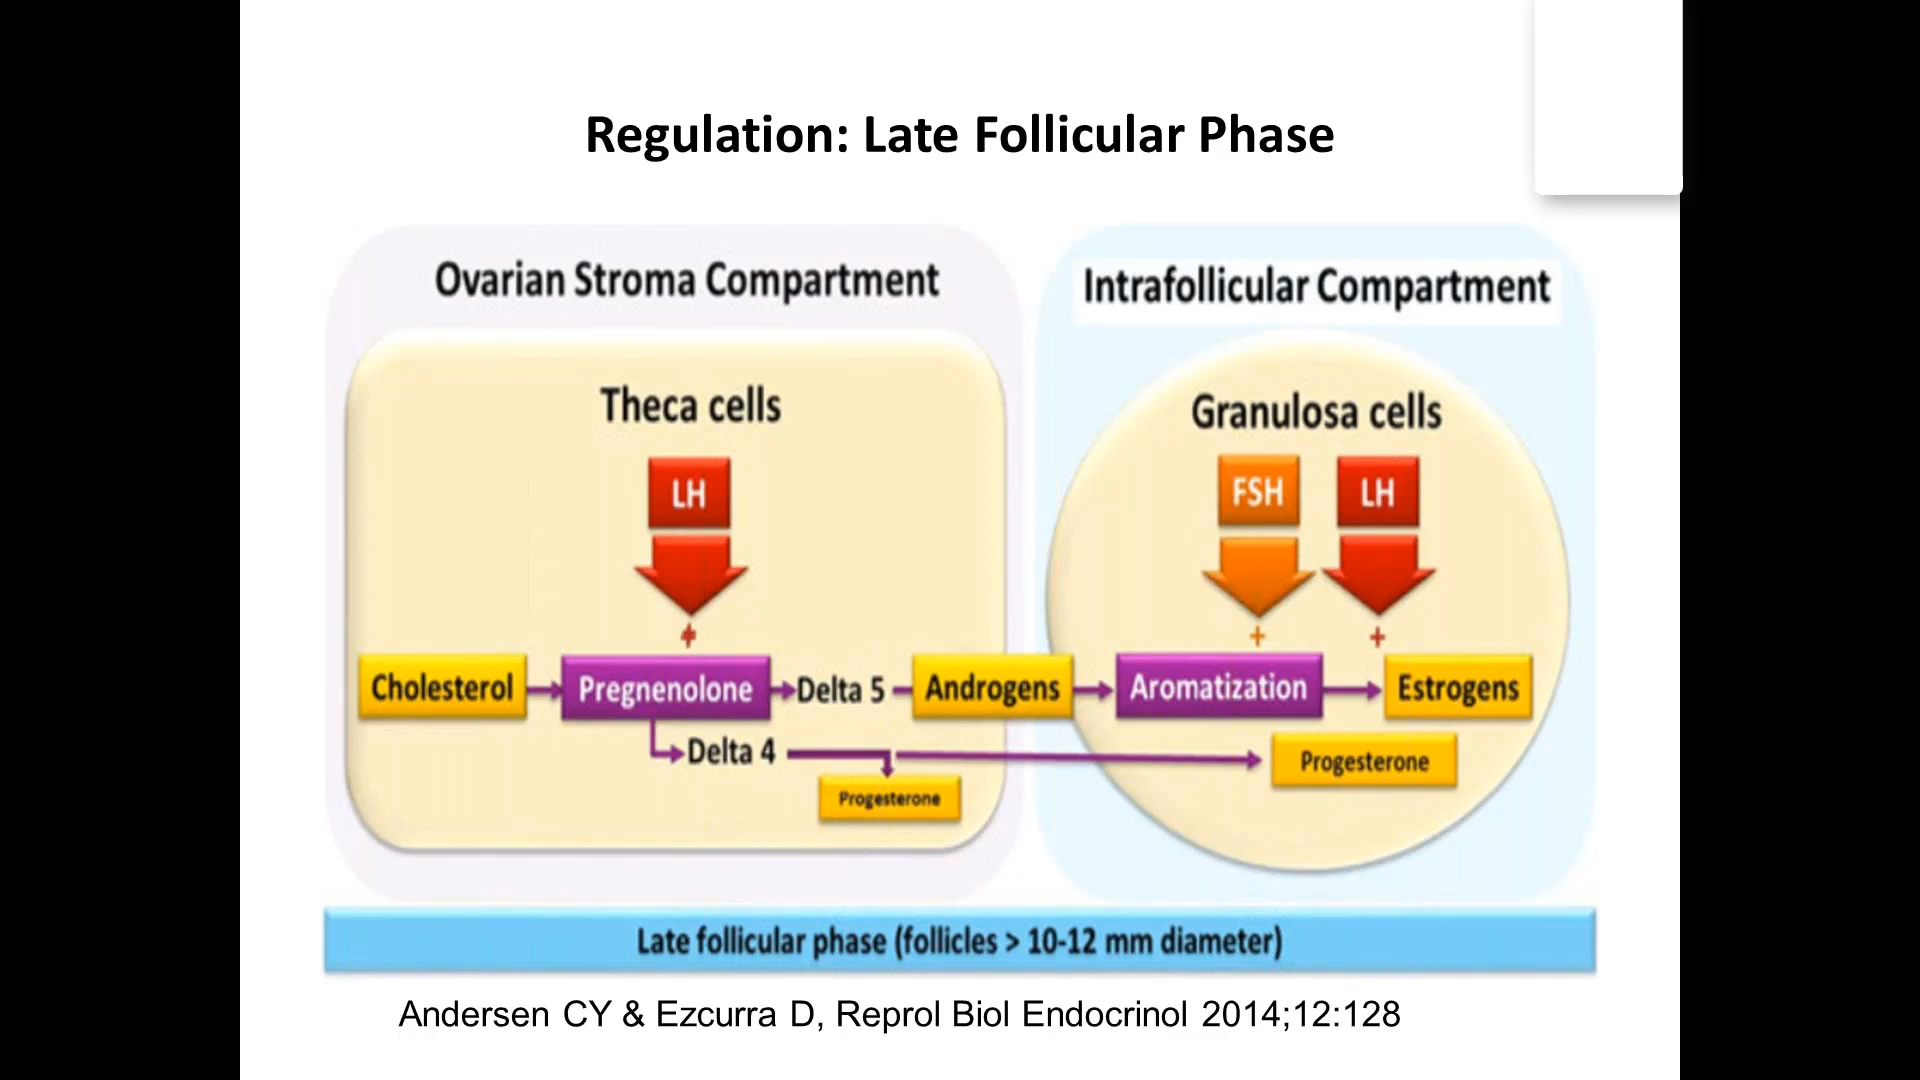 Regulation: Late Follicular Phase
Ovarian Stroma Compartment
Theca cells
LH
+
Cholesterol
Pregnenolone
Delta 5
Androgens
Delta 4
Progesterone
Intrafollicular Compartment
Granulosa cells
FSH
LH
+
+
Aromatization
Estrogens
Progesterone
Late follicular phase (follicles > 10-12 mm diameter)
Andersen CY & Ezcurra D, Reprol Biol Endocrinol 2014;12:128